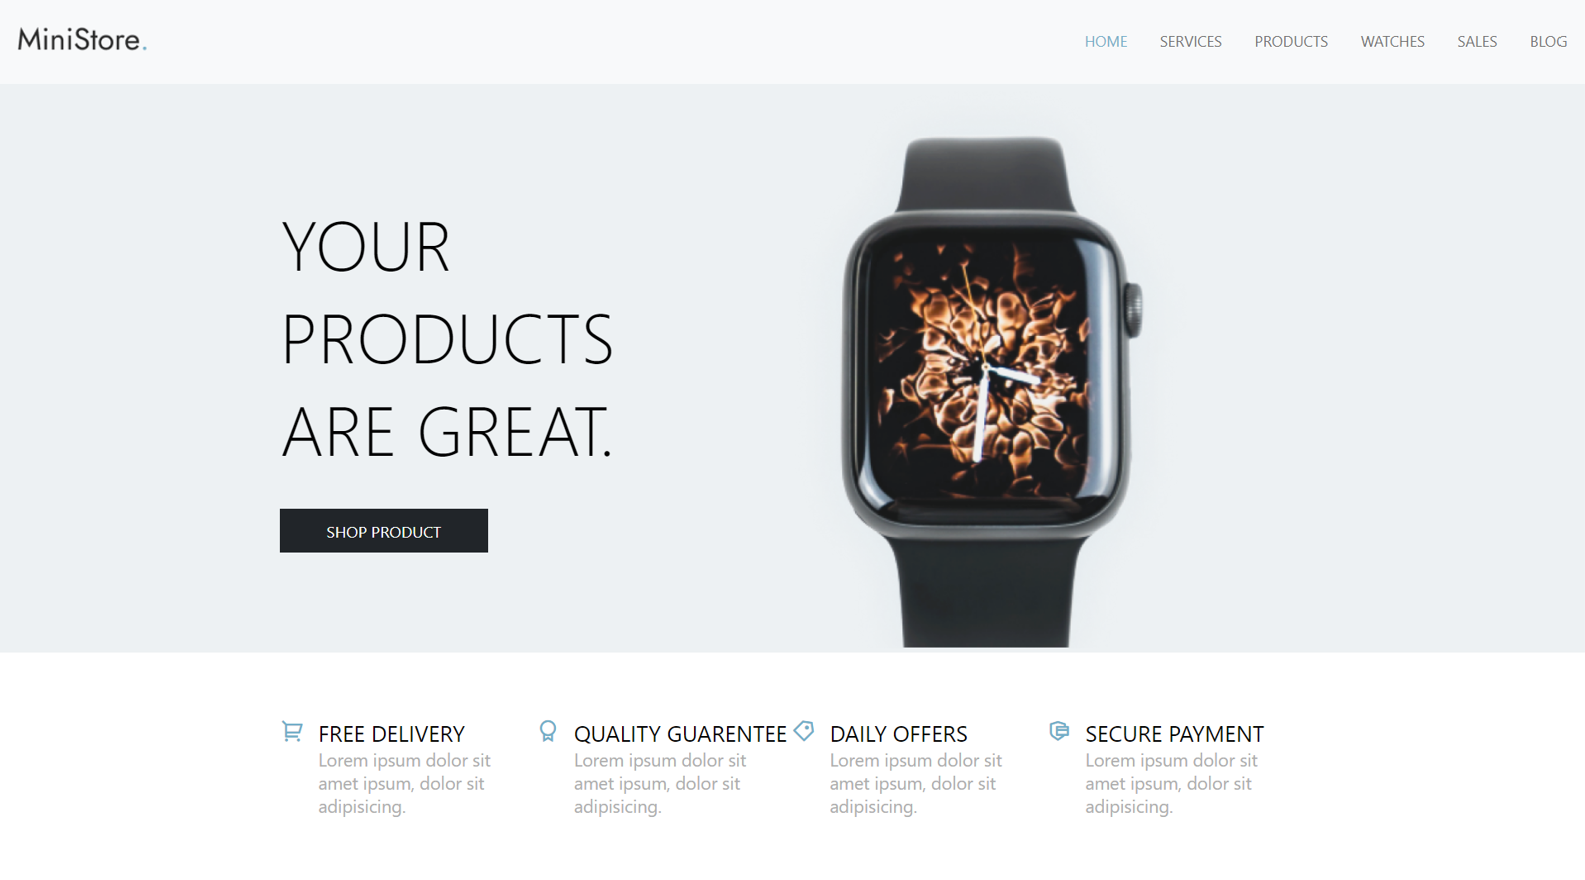 MiniStore.
HOME SERVICES PRODUCTS WATCHES SALES BLOG
YOUR
PRODUCTS
ARE GREAT.
SHOP PRODUCT
FREE DELIVERY
Lorem ipsum dolor sit
amet ipsum, dolor sit
adipisicing.
QUALITY GUARENTEE
Lorem ipsum dolor sit
amet ipsum, dolor sit
adipisicing.
DAILY OFFERS
Lorem ipsum dolor sit
amet ipsum, dolor sit
adipisicing.
SECURE PAYMENT
Lorem ipsum dolor sit
amet ipsum, dolor sit
adipisicing.